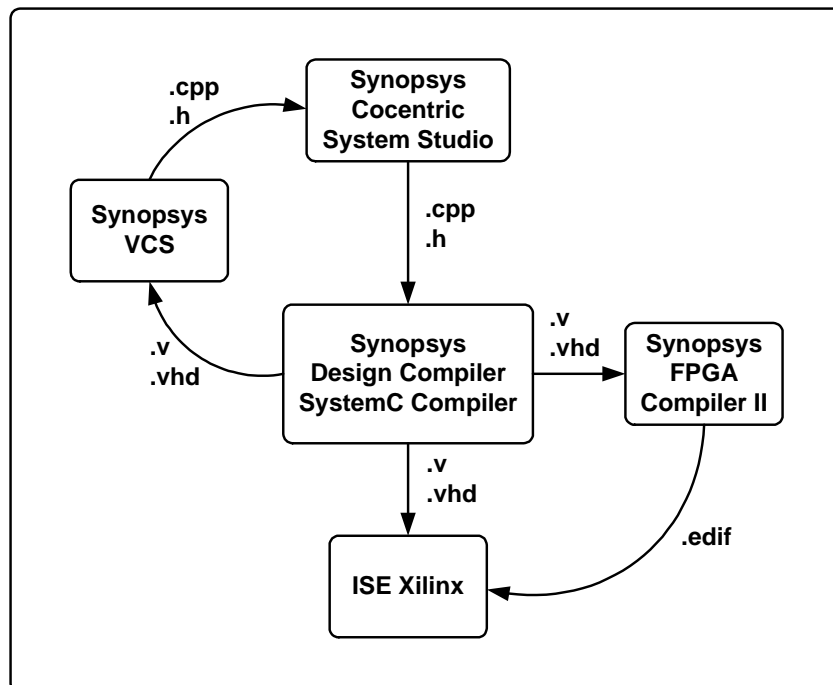 .cpp
.h
Synopsys
Cocentric
System Studio
Synopsys
VCS
.cpp
.h
.v
.vhd
Synopsys
Design Compiler
SystemC Compiler
.v
.vhd
Synopsys
FPGA
Compiler II
.v
.vhd
.edif
ISE Xilinx